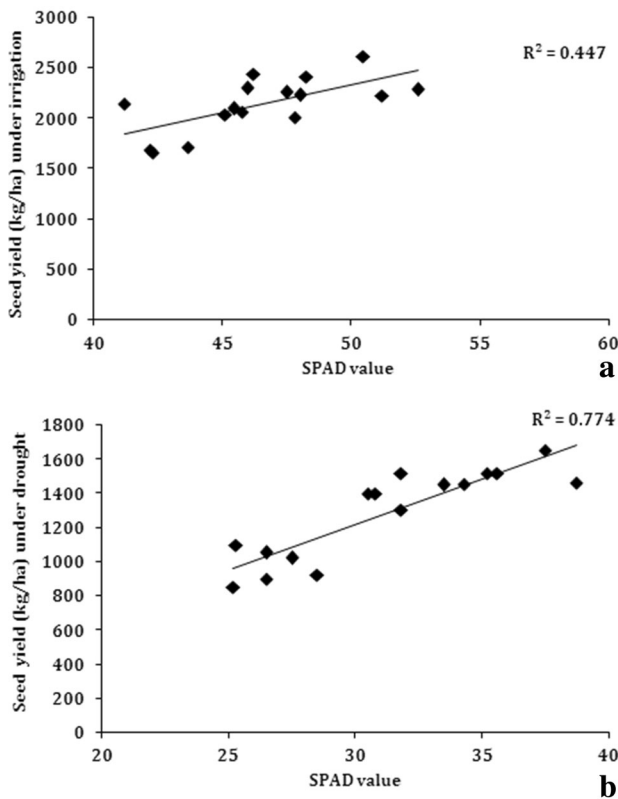 3000
2500
2000
1500
1000
500
0
Seed yield (kg/ha) under irrigation
R² = 0.447
40 45 50 55 60
SPAD value
a
1800
1600
1400
1200
1000
800
600
400
200
0
Seed yield (kg/ha) under drought
R² = 0.774
20 25 30 35 40
SPAD value
b